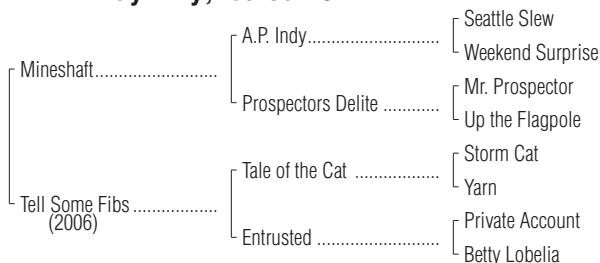 Seattle Slew
A.P. Indy..................................
Weekend Surprise
Mineshaft.............................
Mr. Prospector
Prospectors Delite ............
Up the Flagpole
Storm Cat
Tale of the Cat ..................
Yarn
Tell Some Fibs ....................
(2006)
Private Account
Entrusted ..........................
Betty Lobelia